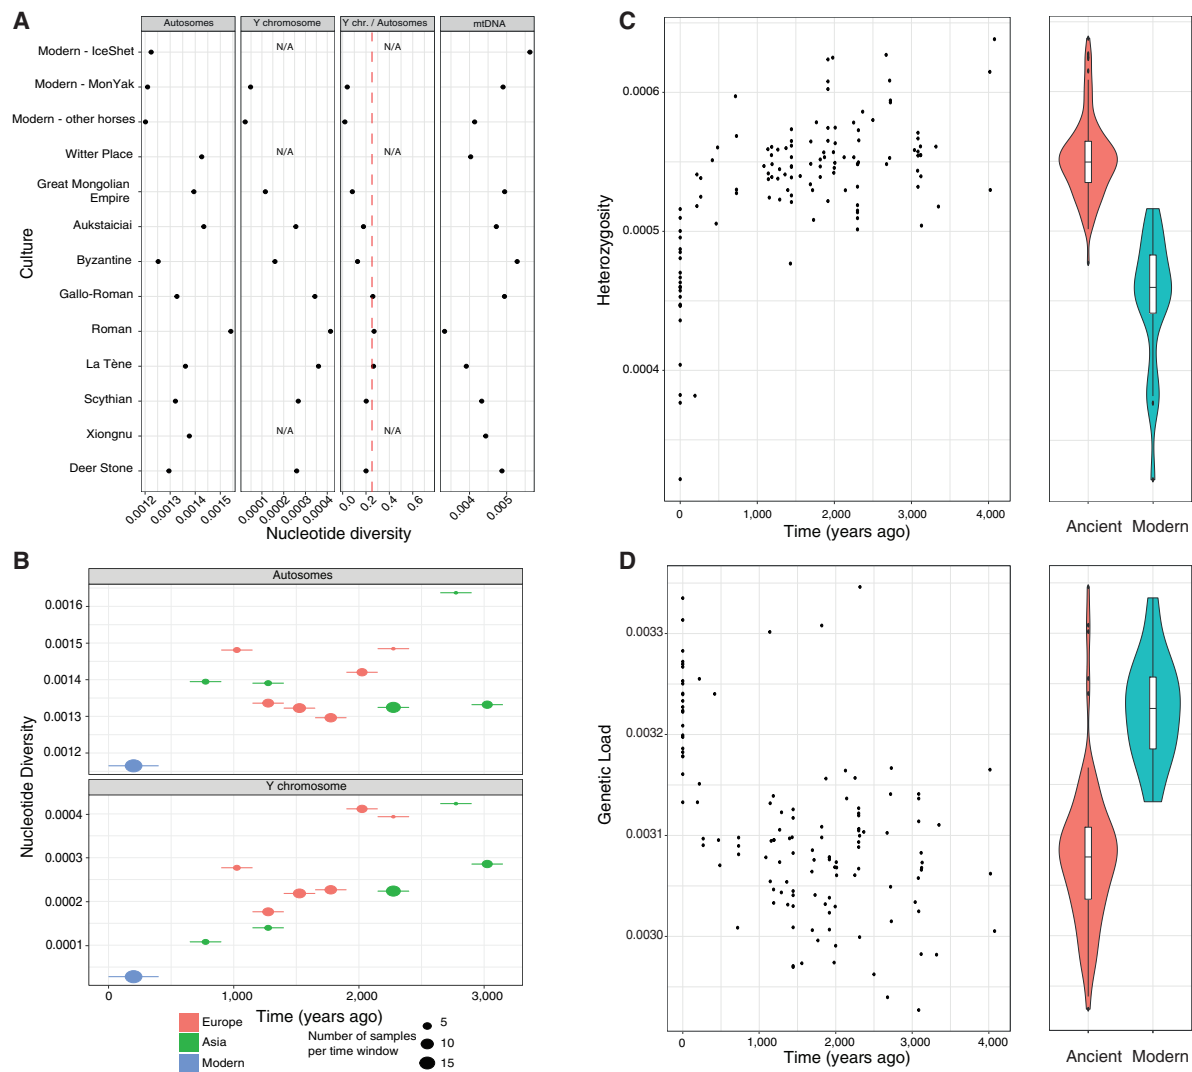 A
Autosomes
Y chromosome
Y chr. / Autosomes
mtDNA
Culture
Modern - IceShet
N/A
N/A
Modern - MonYak
Modern - other horses
Witter Place
N/A
N/A
Great Mongolian
Empire
Aukstaiciai
Byzantine
Gallo-Roman
Roman
La Tène
Scythian
Xiongnu
N/A
N/A
Deer Stone
0.0012
0.0013
0.0014
0.0015
0.0001
0.0002
0.0003
0.0004
0.0
0.2
0.4
0.6
0.004
0.005
Nucleotide diversity
B
Autosomes
Nucleotide Diversity
0.0016
0.0015
0.0014
0.0013
0.0012
Y chromosome
0.0004
0.0003
0.0002
0.0001
0
1,000
2,000
3,000
Time (years ago)
Europe
Asia
Modern
Number of samples
per time window
5
10
15
C
Heterozygosity
0.0006
0.0005
0.0004
0
1,000
2,000
3,000
4,000
Time (years ago)
Ancient
Modern
D
Genetic Load
0.0033
0.0032
0.0031
0.0030
0
1,000
2,000
3,000
4,000
Time (years ago)
Ancient
Modern